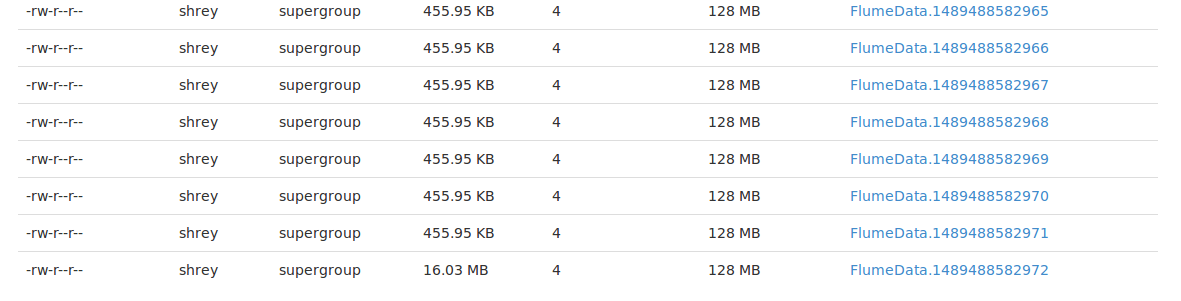 -rw-r--r-- shrey supergroup 455.95 KB 4 128 MB FlumeData.1489488582965
-rw-r--r-- shrey supergroup 455.95 KB 4 128 MB FlumeData.1489488582966
-rw-r--r-- shrey supergroup 455.95 KB 4 128 MB FlumeData.1489488582967
-rw-r--r-- shrey supergroup 455.95 KB 4 128 MB FlumeData.1489488582968
-rw-r--r-- shrey supergroup 455.95 KB 4 128 MB FlumeData.1489488582969
-rw-r--r-- shrey supergroup 455.95 KB 4 128 MB FlumeData.1489488582970
-rw-r--r-- shrey supergroup 455.95 KB 4 128 MB FlumeData.1489488582971
-rw-r--r-- shrey supergroup 16.03 MB 4 128 MB FlumeData.1489488582972